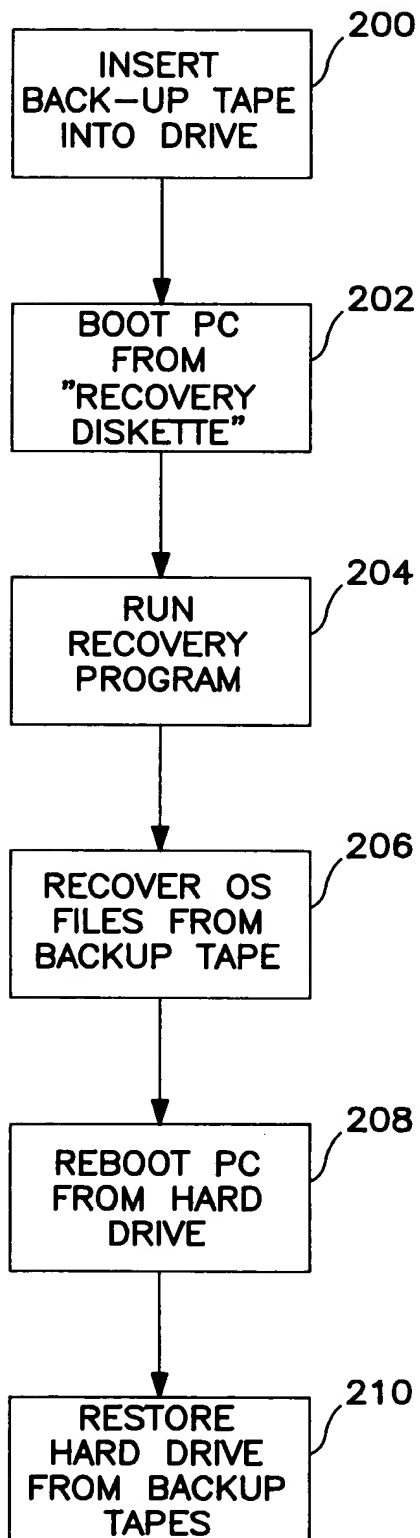 200
INSERT
BACK-UP TAPE
INTO DRIVE
202
BOOT PC
FROM
"RECOVERY
DISKETTE"
204
RUN
RECOVERY
PROGRAM
206
RECOVER OS
FILES FROM
BACKUP TAPE
208
REBOOT PC
FROM HARD
DRIVE
210
RESTORE
HARD DRIVE
FROM BACKUP
TAPES